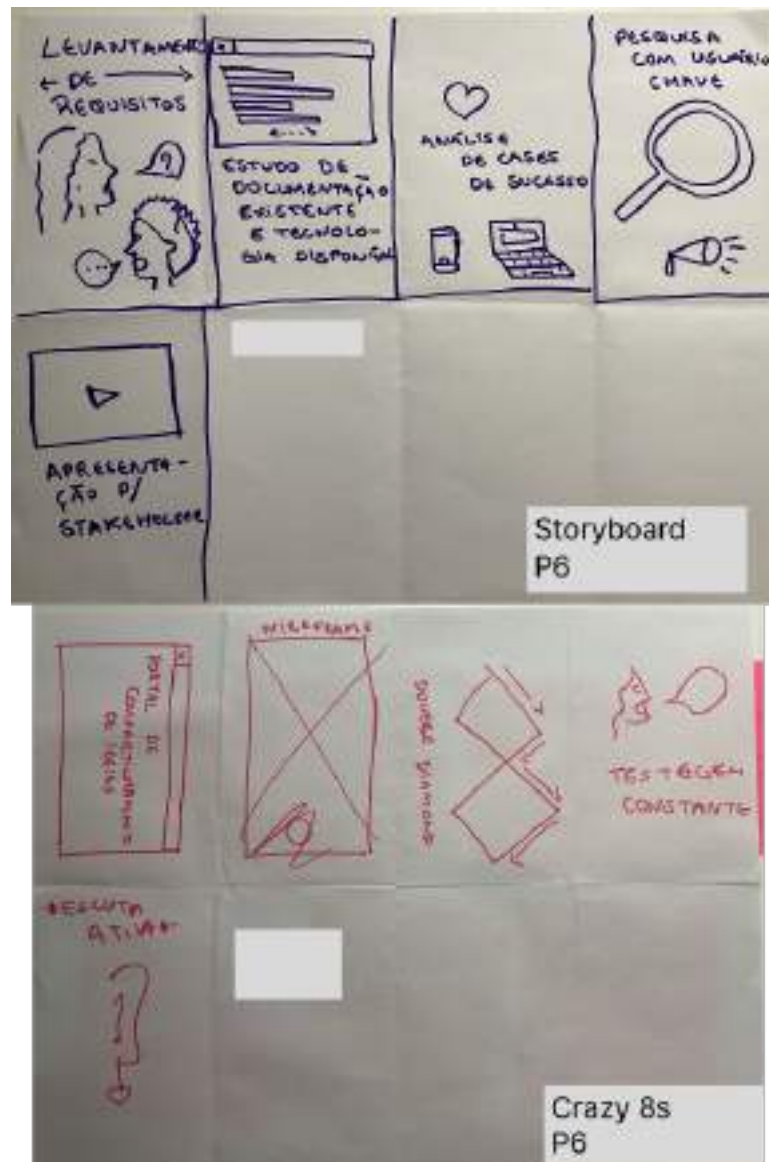 LEVANTAMENTO
DE
REQUISITOS
?
...
X
ESTUDO DE
DOCUMENTAÇÃO
EXISTENTE
E TECNOLO-
GIA DISPONÍVEL
ANÁLISE
DE CASES
DE SUCESSO
PESQUISA
COM USUÁRIO
CHAVE
APRESENTA-
ÇÃO P/
STAKEHOLDER
Storyboard
P6
PORTAL DE
COMPARTILHAMENTO
DE IDEIAS
WIREFRAME
DOUBLE DIAMOND
TESTAGEM
CONSTANTE
ESCUTA
ATIVA
Crazy 8s
P6